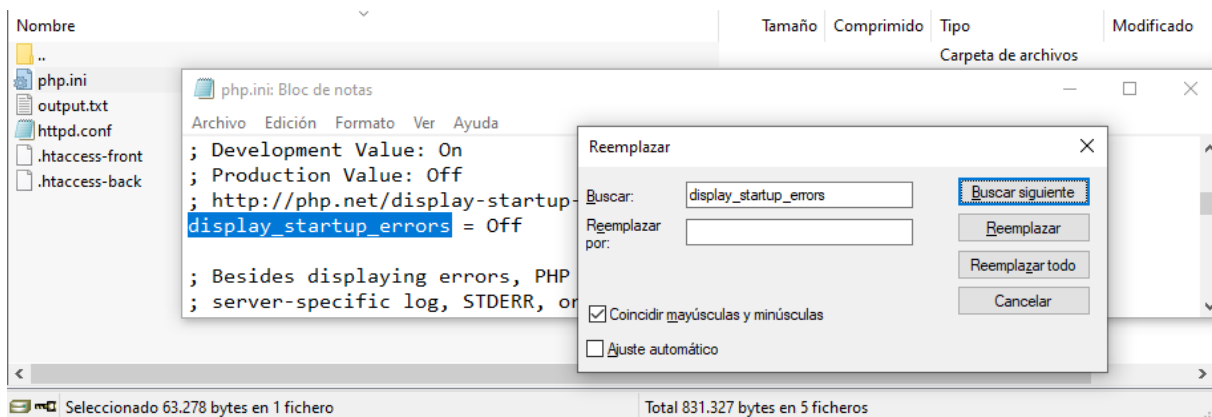 Nombre Tamaño Comprimido Tipo Modificado
.. Carpeta de archivos
php.ini
output.txt
httpd.conf
.htaccess-front
.htaccess-back
php.ini: Bloc de notas
Archivo Edición Formato Ver Ayuda
; Development Value: On
; Production Value: Off
; http://php.net/display-startup-
display_startup_errors = Off
; Besides displaying errors, PHP
; server-specific log, STDERR, or
Reemplazar
Buscar: display_startup_errors Buscar siguiente
Reemplazar por: Reemplazar
Reemplazar todo
Cancelar
Coincidir mayúsculas y minúsculas
Ajuste automático
Seleccionado 63.278 bytes en 1 fichero Total 831.327 bytes en 5 ficheros